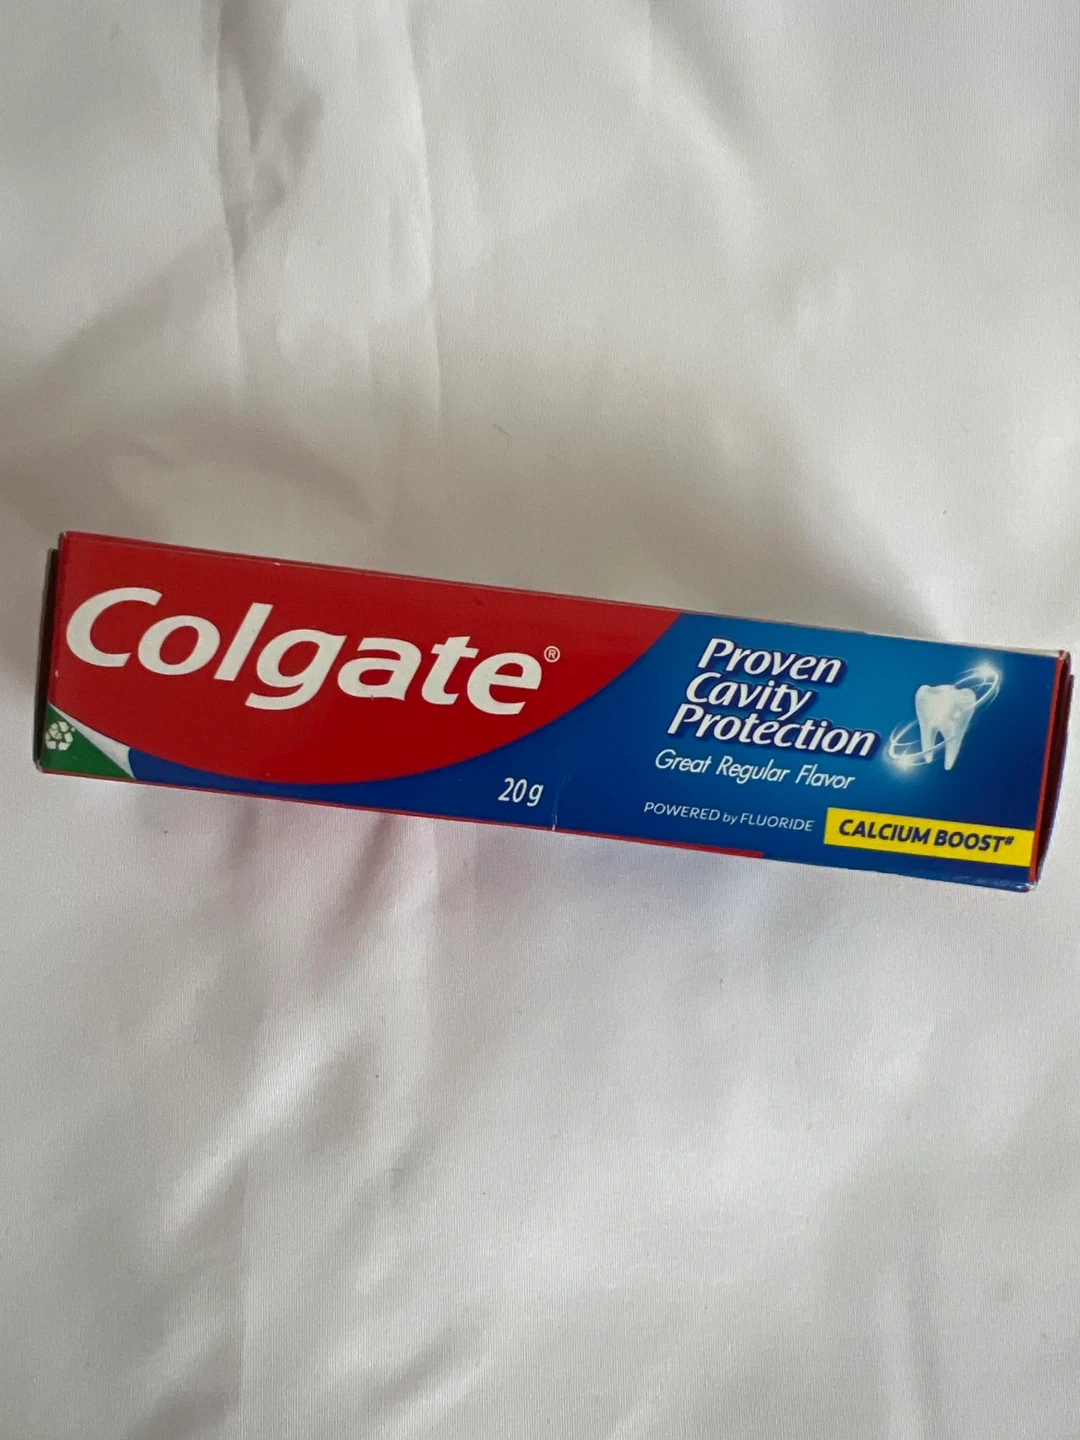 Colgate®
20g
Proven
Cavity
Protection
Great Regular Flavor
POWERED by FLUORIDE
CALCIUM BOOST#